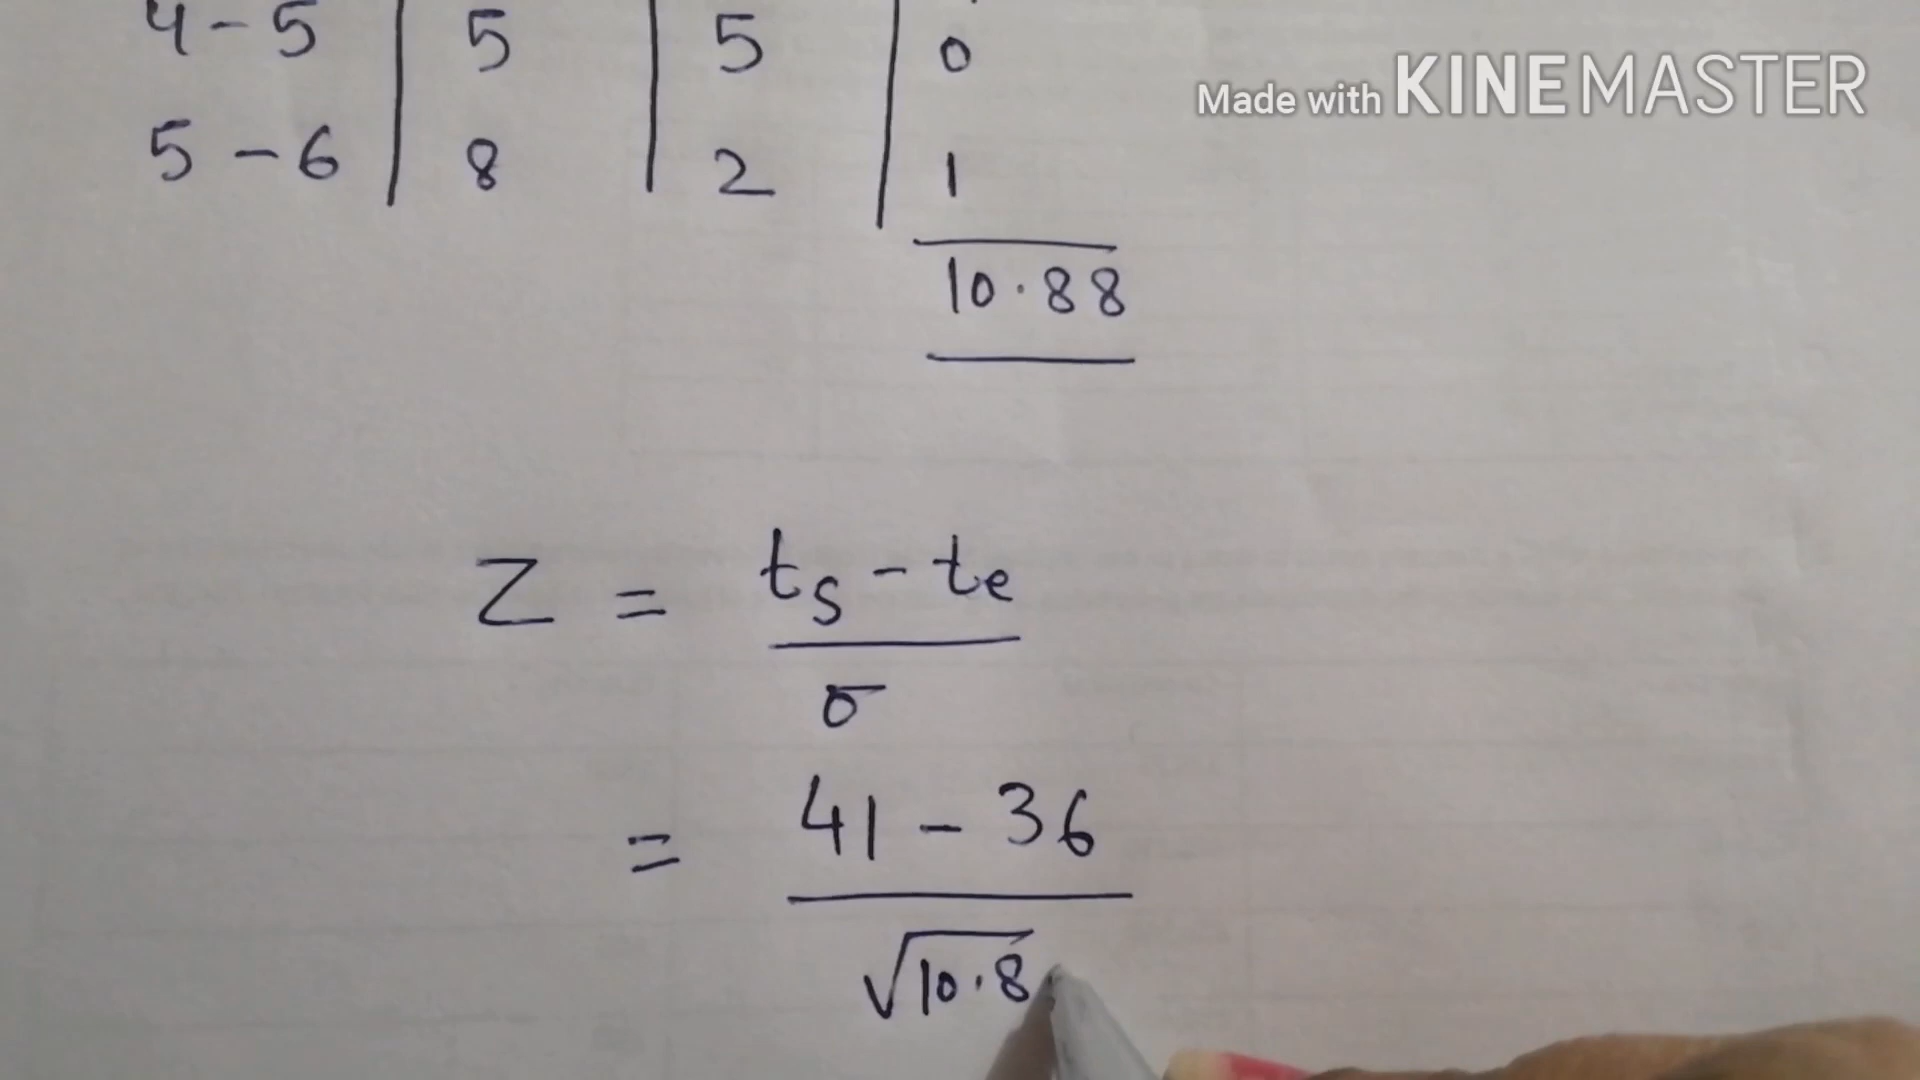 4 - 5 5 5 0
Made with KINEMASTER
5 - 6 8 2 1
10.88
Z = ts - te
σ
= 41 - 36
√10.8